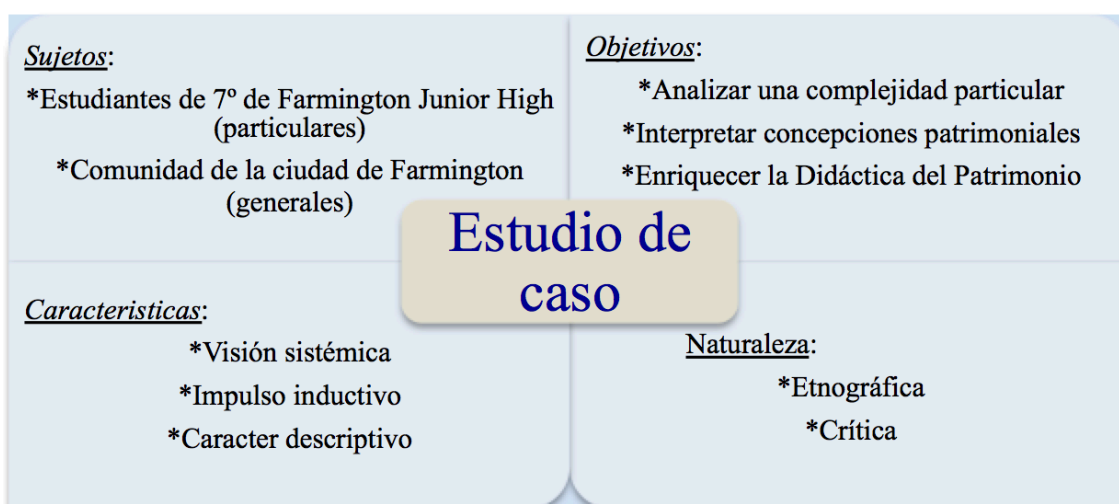 Sujetos:
*Estudiantes de 7º de Farmington Junior High
(particulares)
*Comunidad de la ciudad de Farmington
(generales)
Objetivos:
*Analizar una complejidad particular
*Interpretar concepciones patrimoniales
*Enriquecer la Didáctica del Patrimonio
Estudio de
caso
Caracteristicas:
*Visión sistémica
*Impulso inductivo
*Caracter descriptivo
Naturaleza:
*Etnográfica
*Crítica